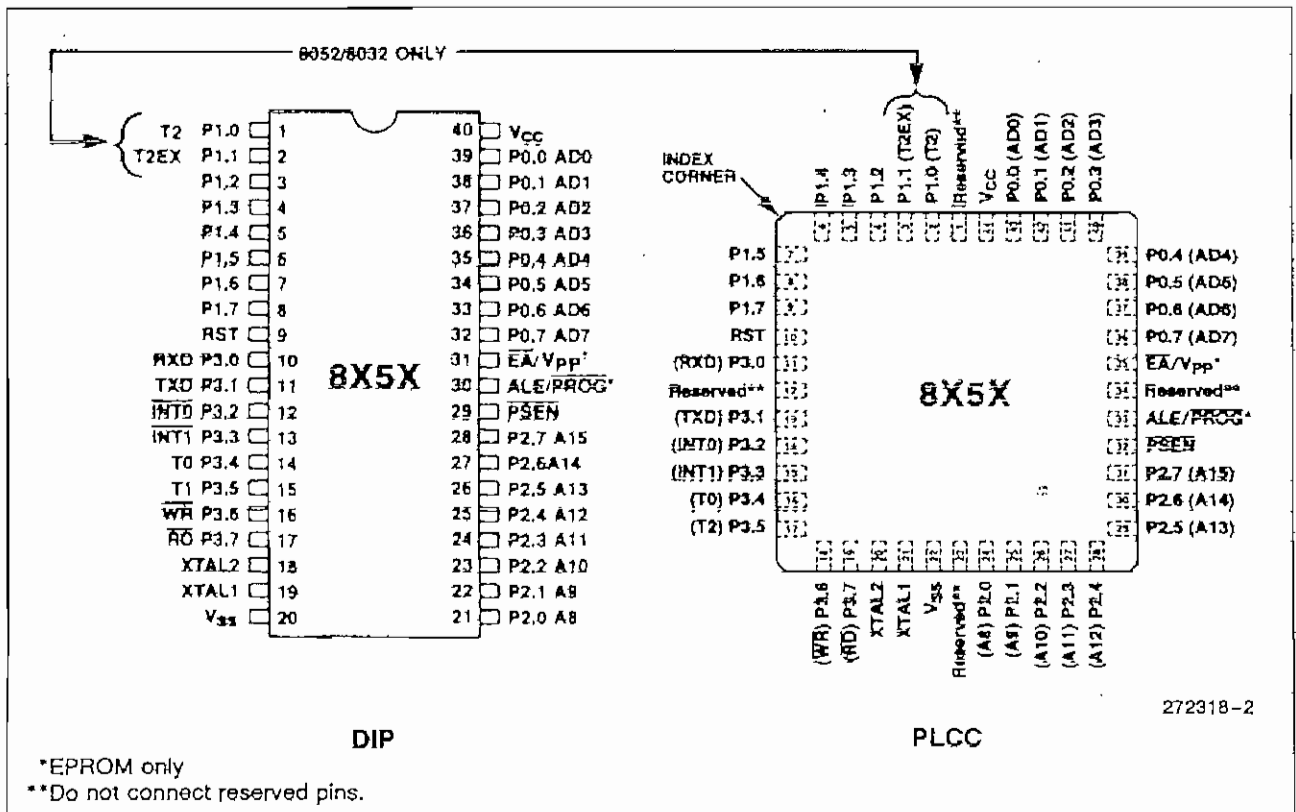 8052/8032 ONLY
T2 P1.0 1
T2EX P1.1 2
P1.2 3
P1.3 4
P1.4 5
P1.5 6
P1.6 7
P1.7 8
RST 9
RXD P3.0 10
TXD P3.1 11
INT0 P3.2 12
INT1 P3.3 13
T0 P3.4 14
T1 P3.5 15
WR P3.6 16
RD P3.7 17
XTAL2 18
XTAL1 19
VSS 20
8X5X
40 VCC
39 P0.0 AD0
38 P0.1 AD1
37 P0.2 AD2
36 P0.3 AD3
35 P0.4 AD4
34 P0.5 AD5
33 P0.6 AD6
32 P0.7 AD7
31 EA/VPP*
30 ALE/PROG*
29 PSEN
28 P2.7 A15
27 P2.6A14
26 P2.5 A13
25 P2.4 A12
24 P2.3 A11
23 P2.2 A10
22 P2.1 A9
21 P2.0 A8
DIP
INDEX
CORNER
P1.4
P1.3
P1.2
P1.1 (T2EX)
P1.0 (T2)
Reserved**
VCC
P0.0 (AD0)
P0.1 (AD1)
P0.2 (AD2)
P0.3 (AD3)
P1.5
P1.6
P1.7
RST
(RXD) P3.0
Reserved**
(TXD) P3.1
(INT0) P3.2
(INT1) P3.3
(T0) P3.4
(T2) P3.5
8X5X
P0.4 (AD4)
P0.5 (AD5)
P0.6 (AD6)
P0.7 (AD7)
EA/VPP*
Reserved**
ALE/PROG*
PSEN
P2.7 (A15)
P2.6 (A14)
P2.5 (A13)
(WR) P3.6
(RD) P3.7
XTAL2
XTAL1
VSS
Reserved**
(A8) P2.0
(A9) P2.1
(A10) P2.2
(A11) P2.3
(A12) P2.4
272318-2
PLCC
*EPROM only
**Do not connect reserved pins.